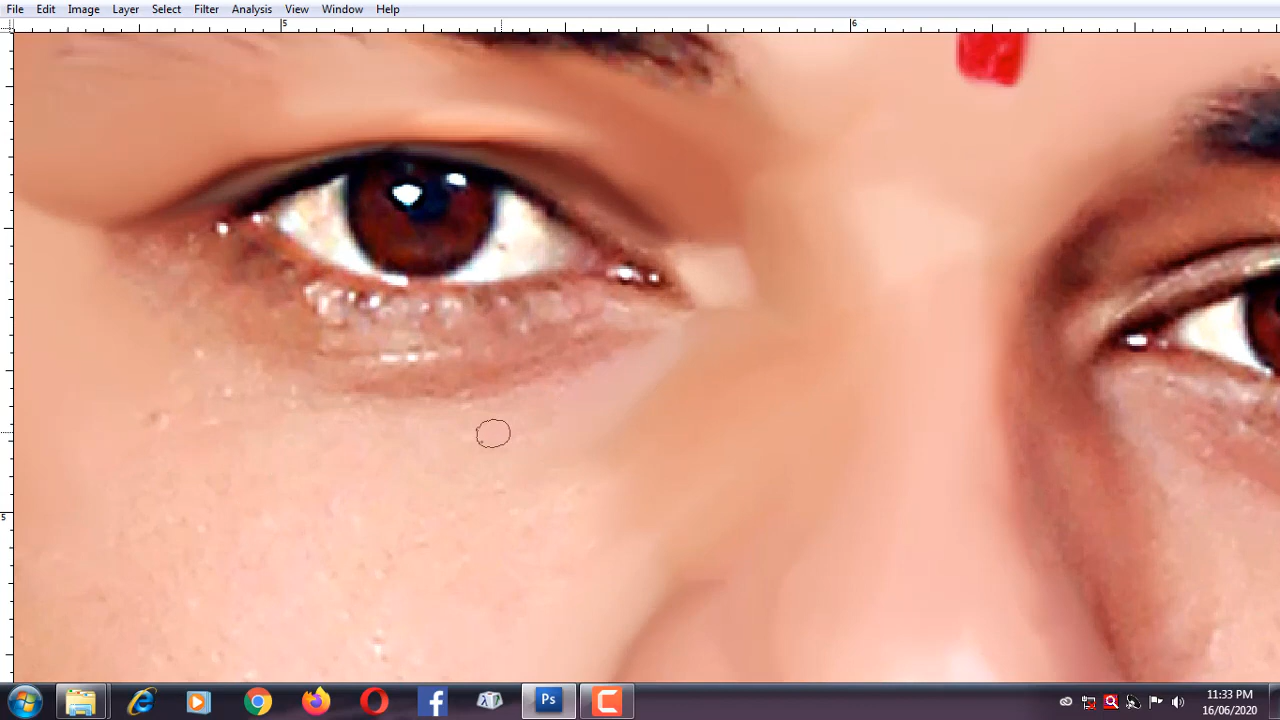 File Edit Image Layer Select Filter Analysis View Window Help
5 6
5
Ps
11:33 PM
16/06/2020